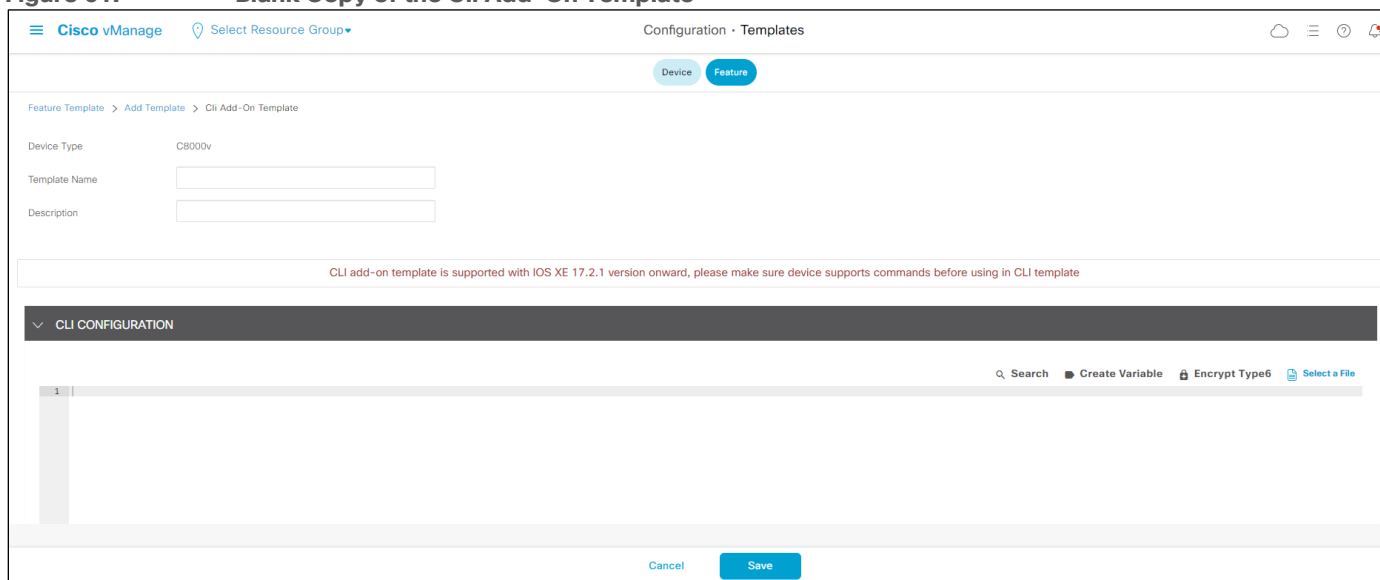 Blank Copy of the Cli Add-On Template
Cisco vManage Select Resource Group Configuration · Templates
Device Feature
Feature Template > Add Template > Cli Add-On Template
Device Type C8000v
Template Name
Description
CLI add-on template is supported with IOS XE 17.2.1 version onward, please make sure device supports commands before using in CLI template
CLI CONFIGURATION
Search Create Variable Encrypt Type6 Select a File
1
Cancel Save